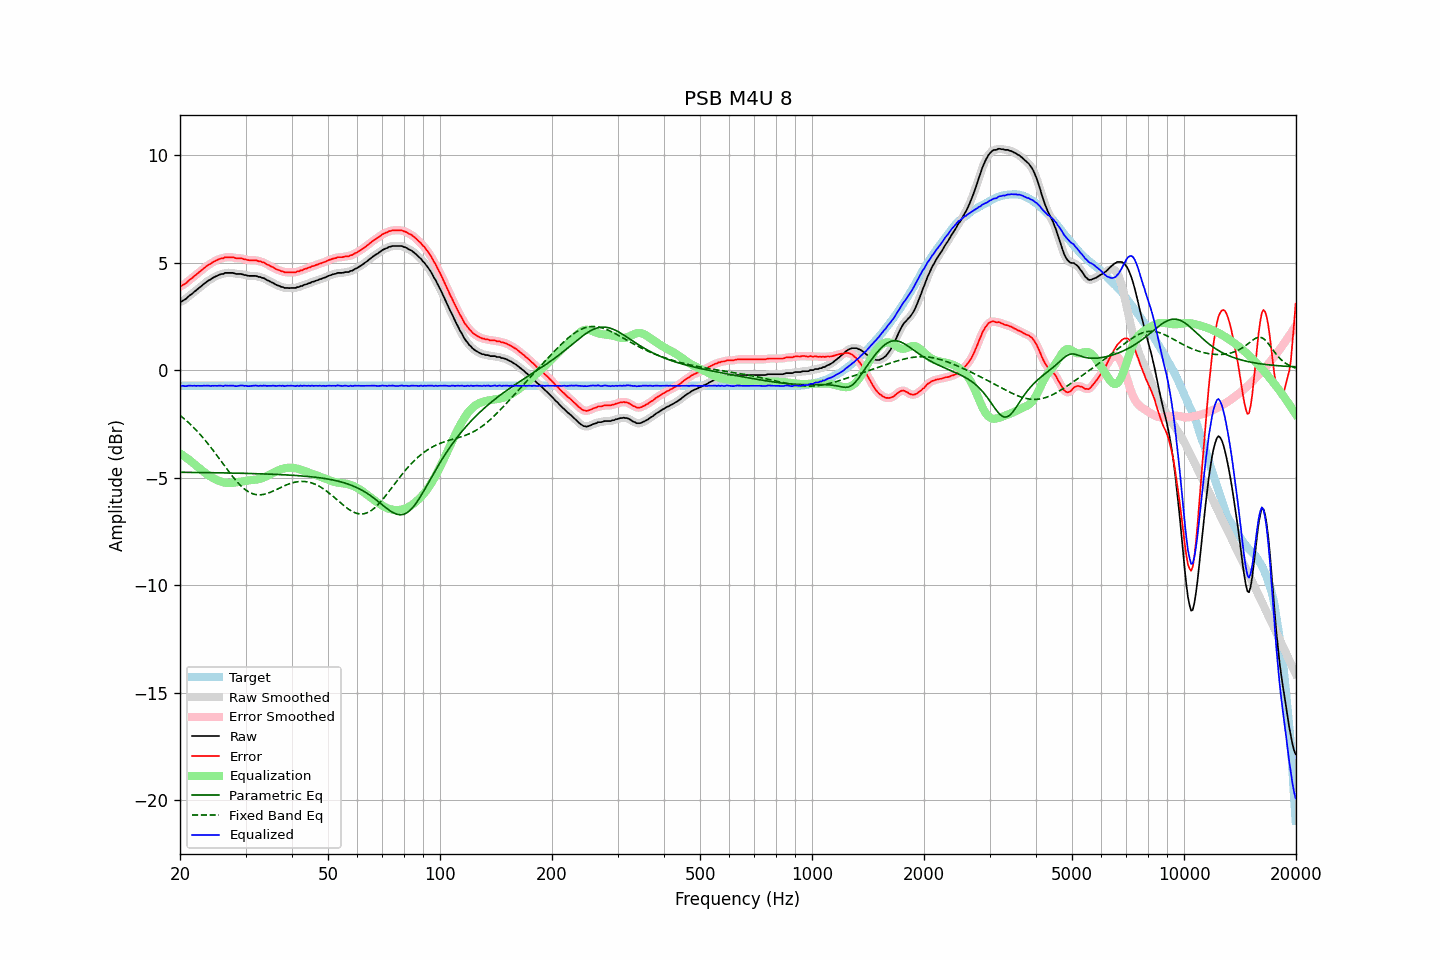 PSB M4U 8
Amplitude (dBr)
10
5
0
−5
−10
−15
−20
Target
Raw Smoothed
Error Smoothed
Raw
Error
Equalization
Parametric Eq
Fixed Band Eq
Equalized
20 50 100 200 500 1000 2000 5000 10000 20000
Frequency (Hz)